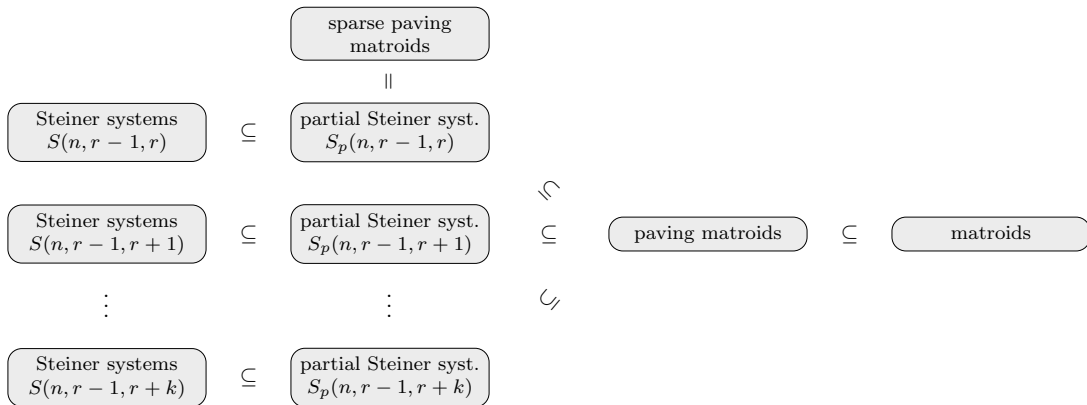 sparse paving
matroids
=
Steiner systems
S(n, r − 1, r)
⊆
partial Steiner syst.
S_p(n, r − 1, r)
⊆
Steiner systems
S(n, r − 1, r + 1)
⊆
partial Steiner syst.
S_p(n, r − 1, r + 1)
⊆
paving matroids
⊆
matroids
⋮
⋮
⊆
Steiner systems
S(n, r − 1, r + k)
⊆
partial Steiner syst.
S_p(n, r − 1, r + k)